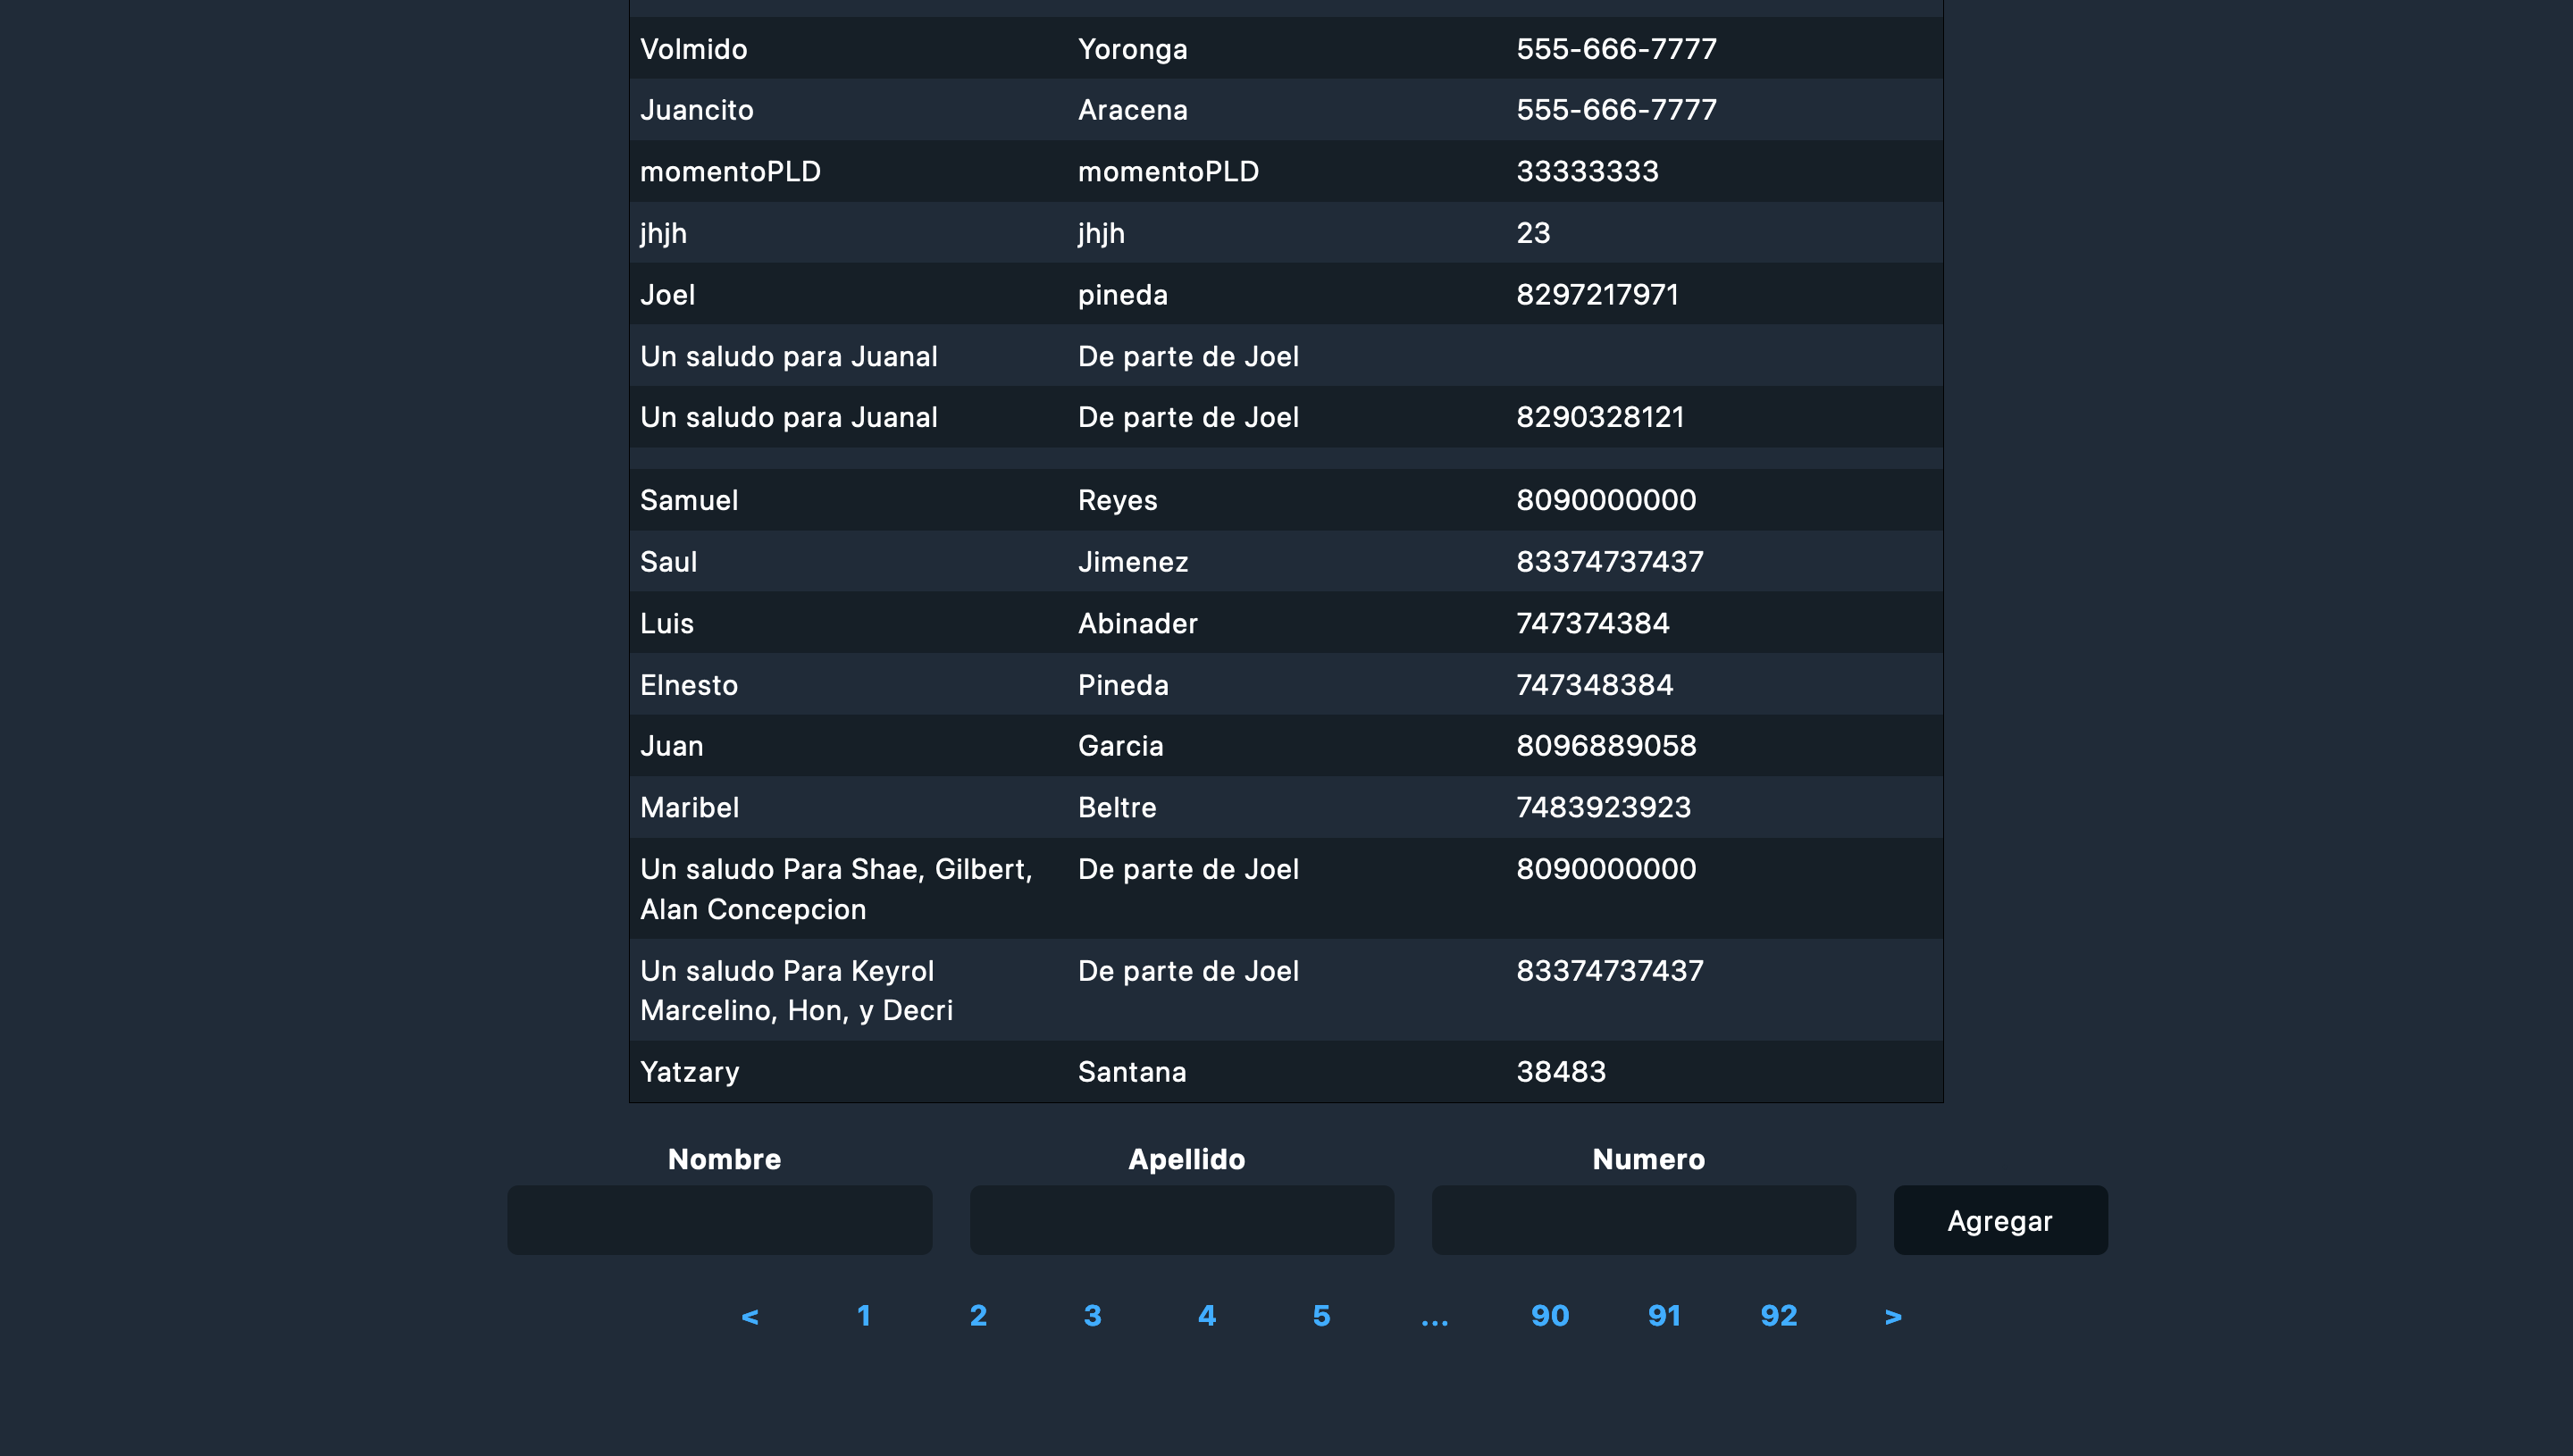 Volmido Yoronga 555-666-7777
Juancito Aracena 555-666-7777
momentoPLD momentoPLD 33333333
jhjh jhjh 23
Joel pineda 8297217971
Un saludo para Juanal De parte de Joel
Un saludo para Juanal De parte de Joel 8290328121
Samuel Reyes 8090000000
Saul Jimenez 83374737437
Luis Abinader 747374384
Elnesto Pineda 747348384
Juan Garcia 8096889058
Maribel Beltre 7483923923
Un saludo Para Shae, Gilbert, De parte de Joel 8090000000
Alan Concepcion
Un saludo Para Keyrol De parte de Joel 83374737437
Marcelino, Hon, y Decri
Yatzary Santana 38483
Nombre Apellido Numero
Agregar
< 1 2 3 4 5 ... 90 91 92 >